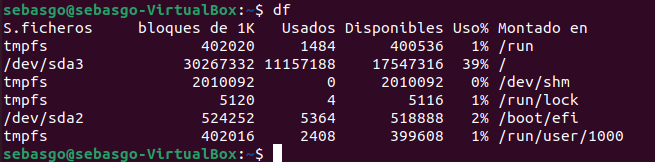 sebasgo@sebasgo-VirtualBox:~$ df
S.ficheros     bloques de 1K   Usados Disponibles Uso% Montado en
tmpfs                 402020     1484      400536   1% /run
/dev/sda3           30267332 11157188    17547316  39% /
tmpfs                2010092        0     2010092   0% /dev/shm
tmpfs                   5120        4        5116   1% /run/lock
/dev/sda2             524252     5364      518888   2% /boot/efi
tmpfs                 402016     2408      399608   1% /run/user/1000
sebasgo@sebasgo-VirtualBox:~$